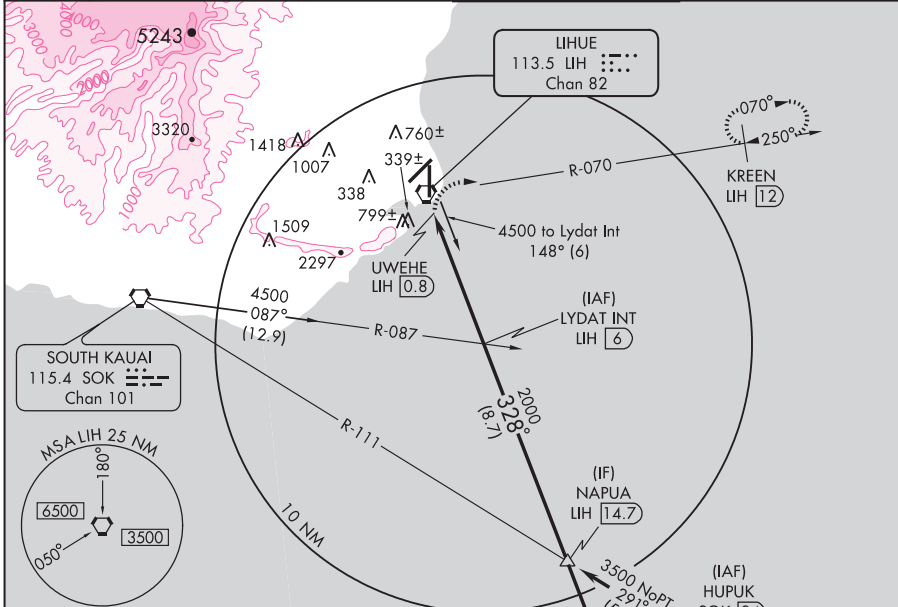 5243
2000
3000
3320
1000
1418
1007
760±
339±
338
799±
1509
2297
LIHUE
113.5 LIH
Chan 82
070°
250°
R-070
KREEN
LIH 12
4500 to Lydat Int
148° (6)
UWEHE
LIH 0.8
4500
087°
(12.9)
R-087
(IAF)
LYDAT INT
LIH 6
SOUTH KAUAI
115.4 SOK
Chan 101
R-111
2000
328°
(8.7)
MSA LIH 25 NM
180°
6500
3500
050°
10 NM
(IF)
NAPUA
LIH 14.7
3500 NoPT
291°
(IAF)
HUPUK